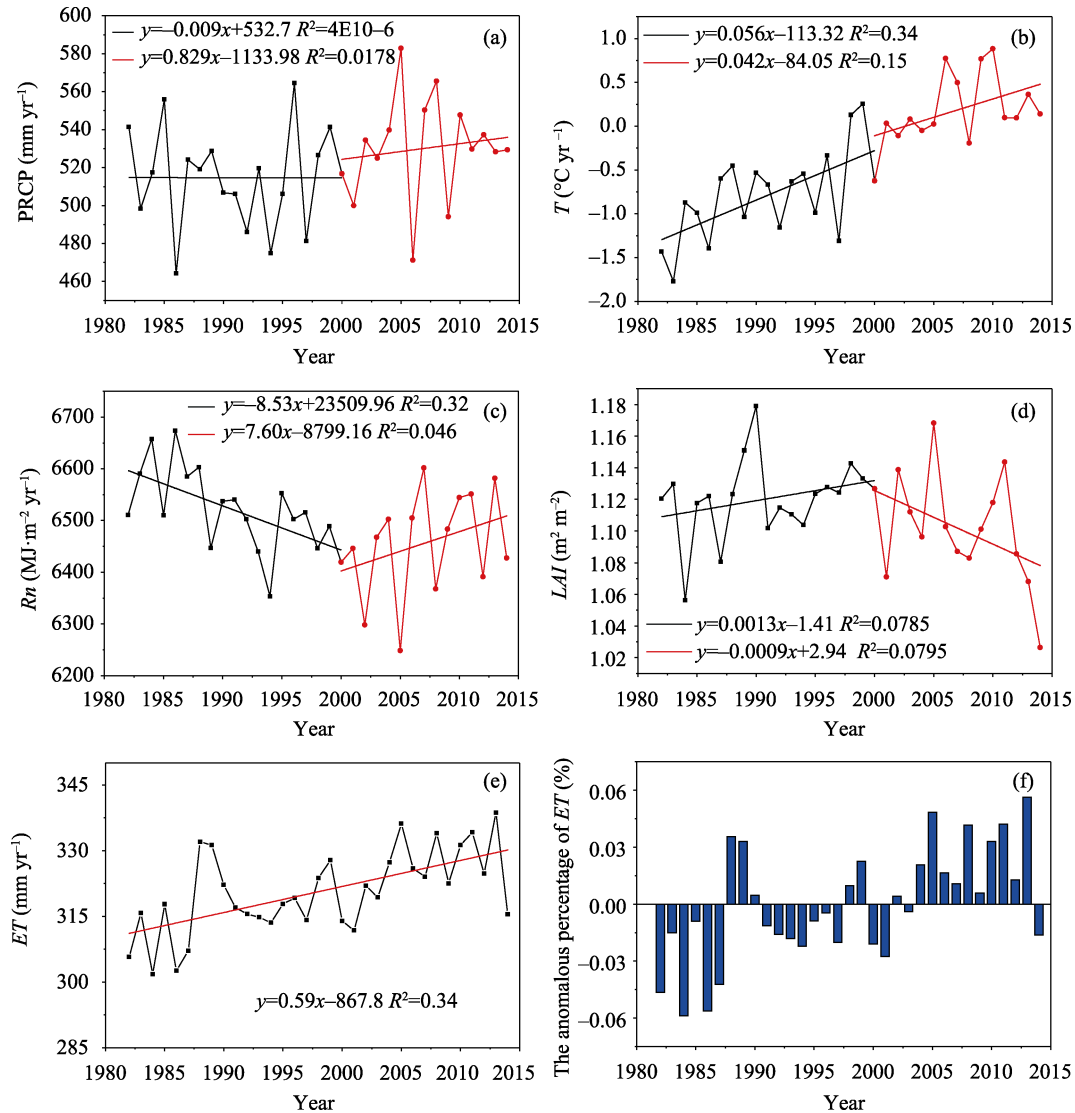 y=–0.009x+532.7 R²=4E10–6
y=0.829x–1133.98 R²=0.0178
(a)
PRCP (mm yr⁻¹)
600
580
560
540
520
500
480
460
1980 1985 1990 1995 2000 2005 2010 2015
Year
y=0.056x–113.32 R²=0.34
y=0.042x–84.05 R²=0.15
(b)
T (°C yr⁻¹)
1.0
0.5
0.0
–0.5
–1.0
–1.5
–2.0
1980 1985 1990 1995 2000 2005 2010 2015
Year
y=–8.53x+23509.96 R²=0.32
y=7.60x–8799.16 R²=0.046
(c)
Rn (MJ·m⁻² yr⁻¹)
6700
6600
6500
6400
6300
6200
1980 1985 1990 1995 2000 2005 2010 2015
Year
(d)
LAI (m² m⁻²)
1.18
1.16
1.14
1.12
1.10
1.08
1.06
1.04
1.02
y=0.0013x–1.41 R²=0.0785
y=–0.0009x+2.94 R²=0.0795
1980 1985 1990 1995 2000 2005 2010 2015
Year
(e)
ET (mm yr⁻¹)
345
330
315
300
285
y=0.59x–867.8 R²=0.34
1980 1985 1990 1995 2000 2005 2010 2015
Year
(f)
The anomalous percentage of ET (%)
0.06
0.03
0.00
–0.03
–0.06
1980 1985 1990 1995 2000 2005 2010 2015
Year